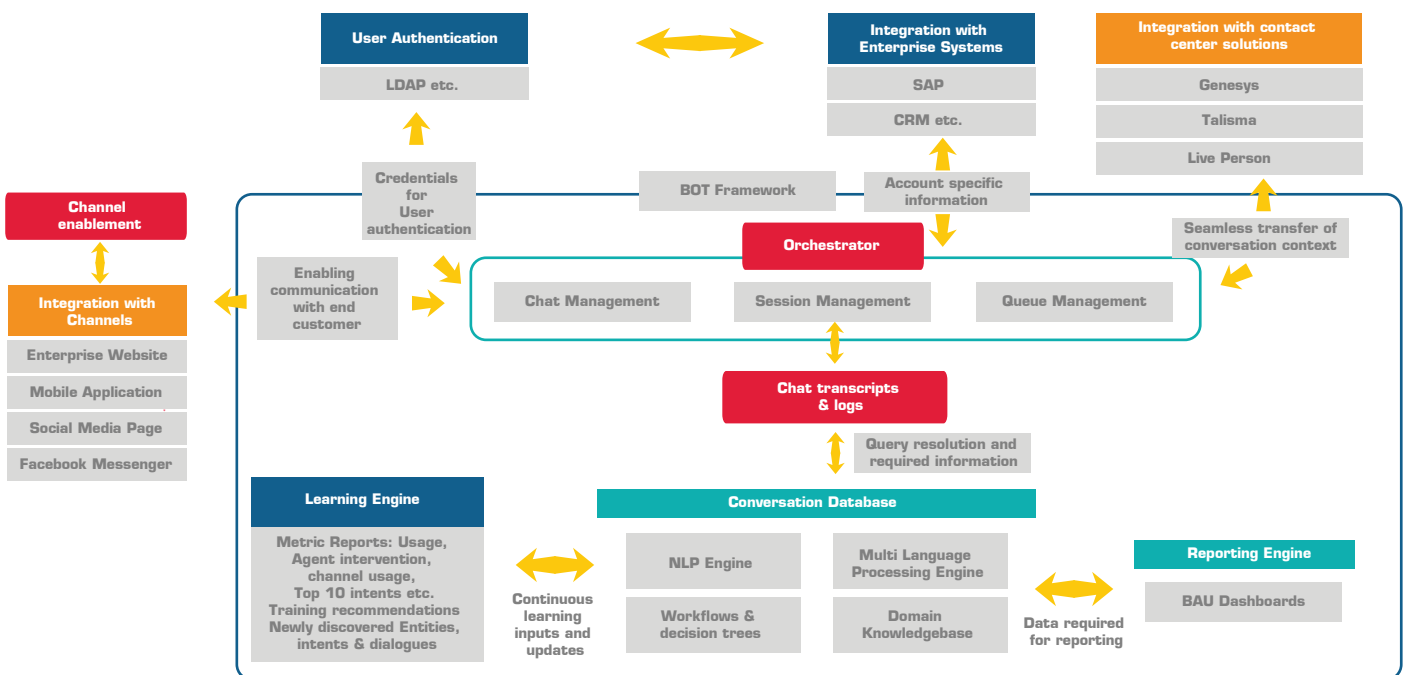 User Authentication
LDAP etc.
Integration with
Enterprise Systems
SAP
CRM etc.
Integration with contact
center solutions
Genesys
Talisma
Live Person
Credentials
for
User
authentication
BOT Framework
Account specific
information
Seamless transfer of
conversation context
Channel
enablement
Orchestrator
Enabling
communication
with end
customer
Chat Management
Session Management
Queue Management
Integration with
Channels
Enterprise Website
Mobile Application
Social Media Page
Facebook Messenger
Chat transcripts
& logs
Query resolution and
required information
Learning Engine
Metric Reports: Usage,
Agent intervention,
channel usage,
Top 10 intents etc.
Training recommendations
Newly discovered Entities,
intents & dialogues
Continuous
learning
inputs and
updates
Conversation Database
NLP Engine
Multi Language
Processing Engine
Workflows &
decision trees
Domain
Knowledgebase
Data required
for reporting
Reporting Engine
BAU Dashboards